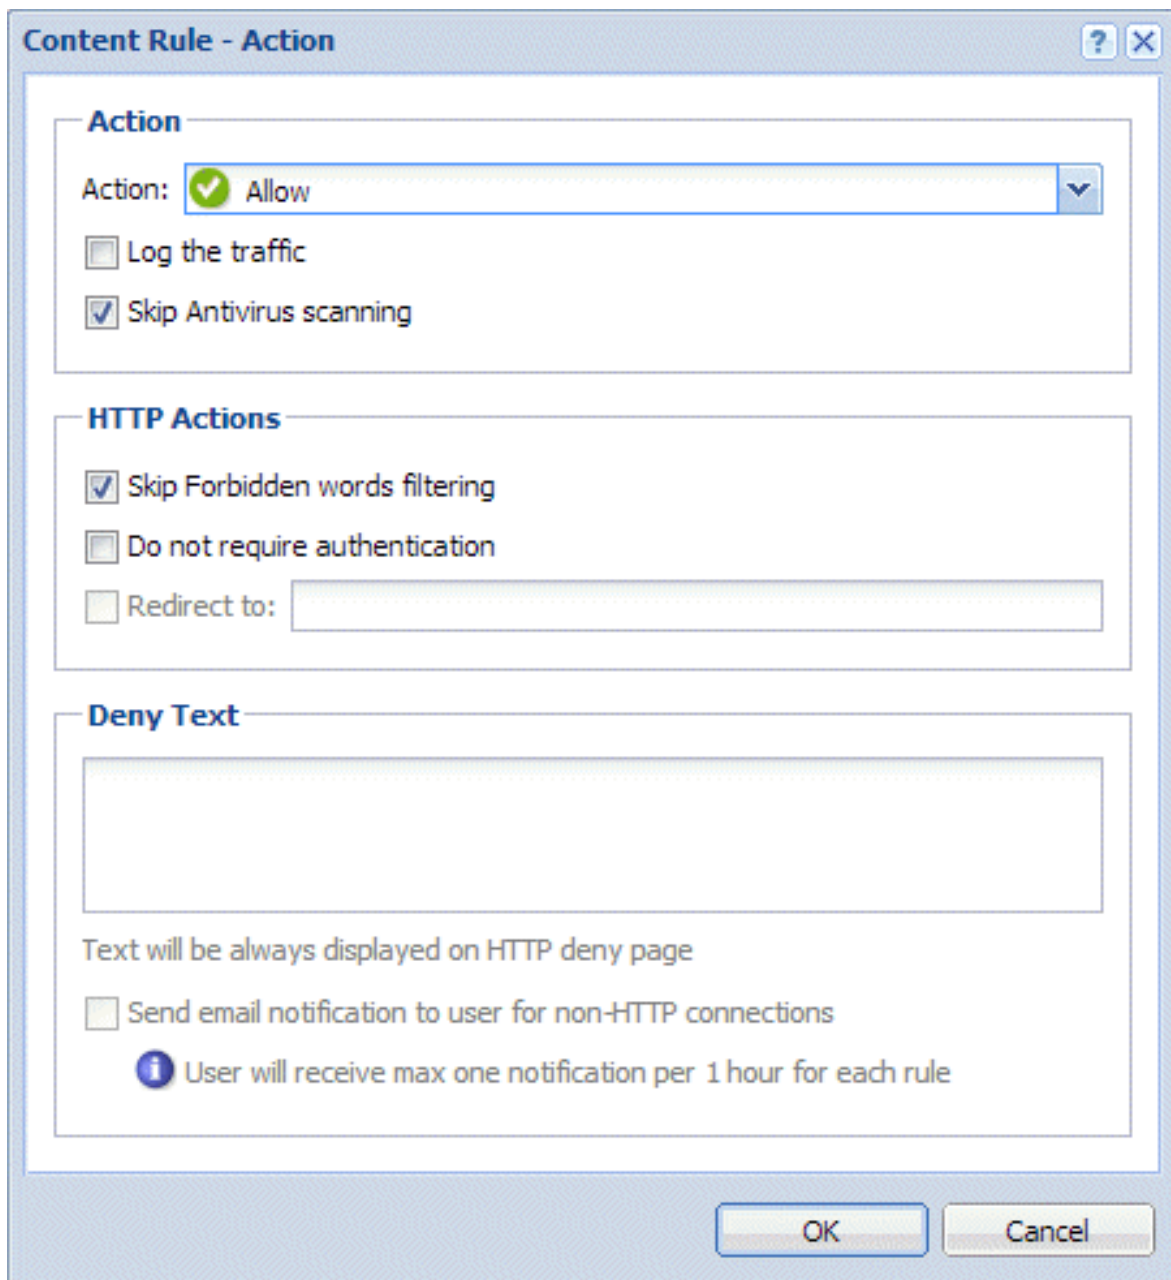 Content Rule - Action
Action
Action: Allow
Log the traffic
Skip Antivirus scanning
HTTP Actions
Skip Forbidden words filtering
Do not require authentication
Redirect to:
Deny Text
Text will be always displayed on HTTP deny page
Send email notification to user for non-HTTP connections
User will receive max one notification per 1 hour for each rule
OK Cancel